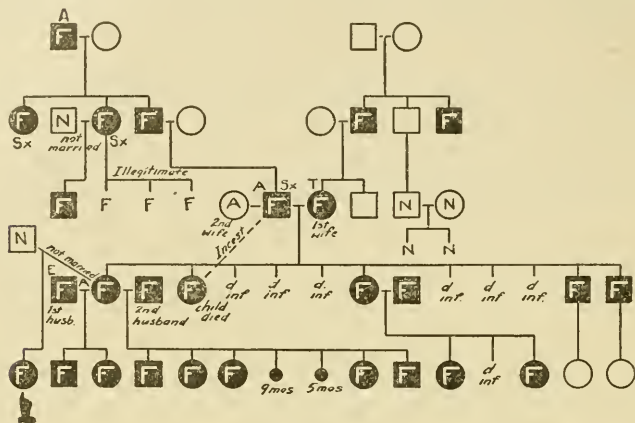 A
F
F F F F F F
Sx N not married Sx
Illegitimate
F F F F A A F Sx T F N N
2nd wife 1st wife
Incest
N N
N not married
E F A F F F d inf d inf d. inf F F d inf d inf. d inf. F F
1st husb. 2nd husband child died
F F F F F F 9mos 5mos F F F d inf F